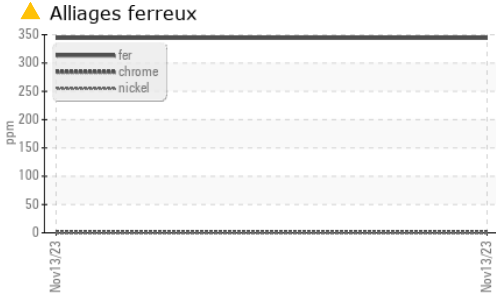 Alliages ferreux
350
300
250
200
150
100
50
0
ppm
fer
chrome
nickel
Nov13/23
Nov13/23